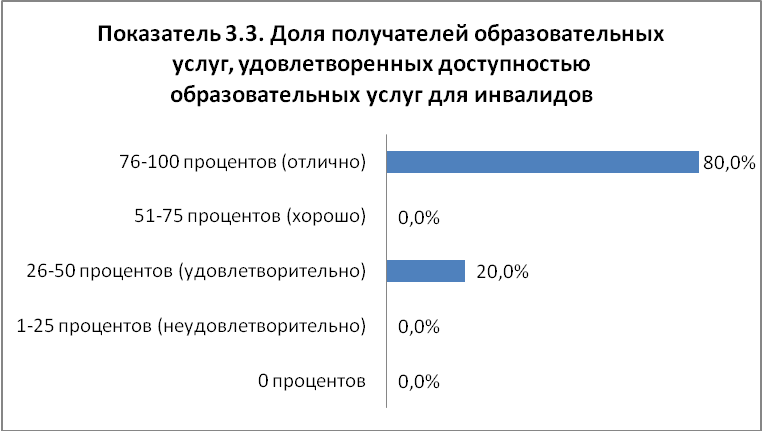 Показатель 3.3. Доля получателей образовательных
услуг, удовлетворенных доступностью
образовательных услуг для инвалидов
76-100 процентов (отлично) 80,0%
51-75 процентов (хорошо) 0,0%
26-50 процентов (удовлетворительно) 20,0%
1-25 процентов (неудовлетворительно) 0,0%
0 процентов 0,0%